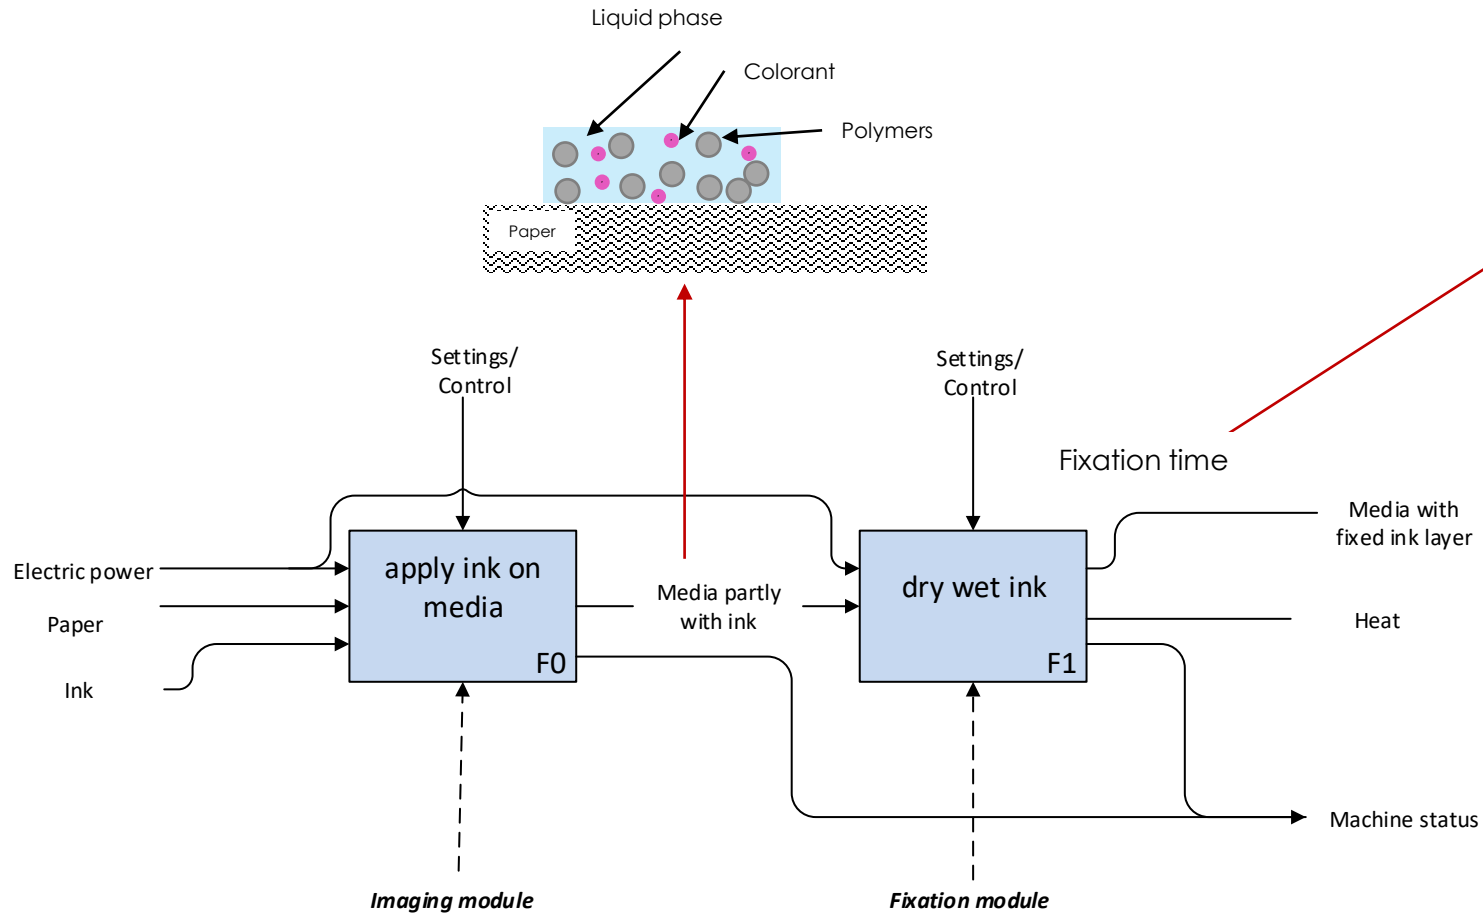 Liquid phase
Colorant
Polymers
Paper
Settings/
Control
Settings/
Control
Fixation time
Electric power
Paper
Ink
apply ink on
media
F0
Media partly
with ink
dry wet ink
F1
Media with
fixed ink layer
Heat
Machine status
Imaging module
Fixation module